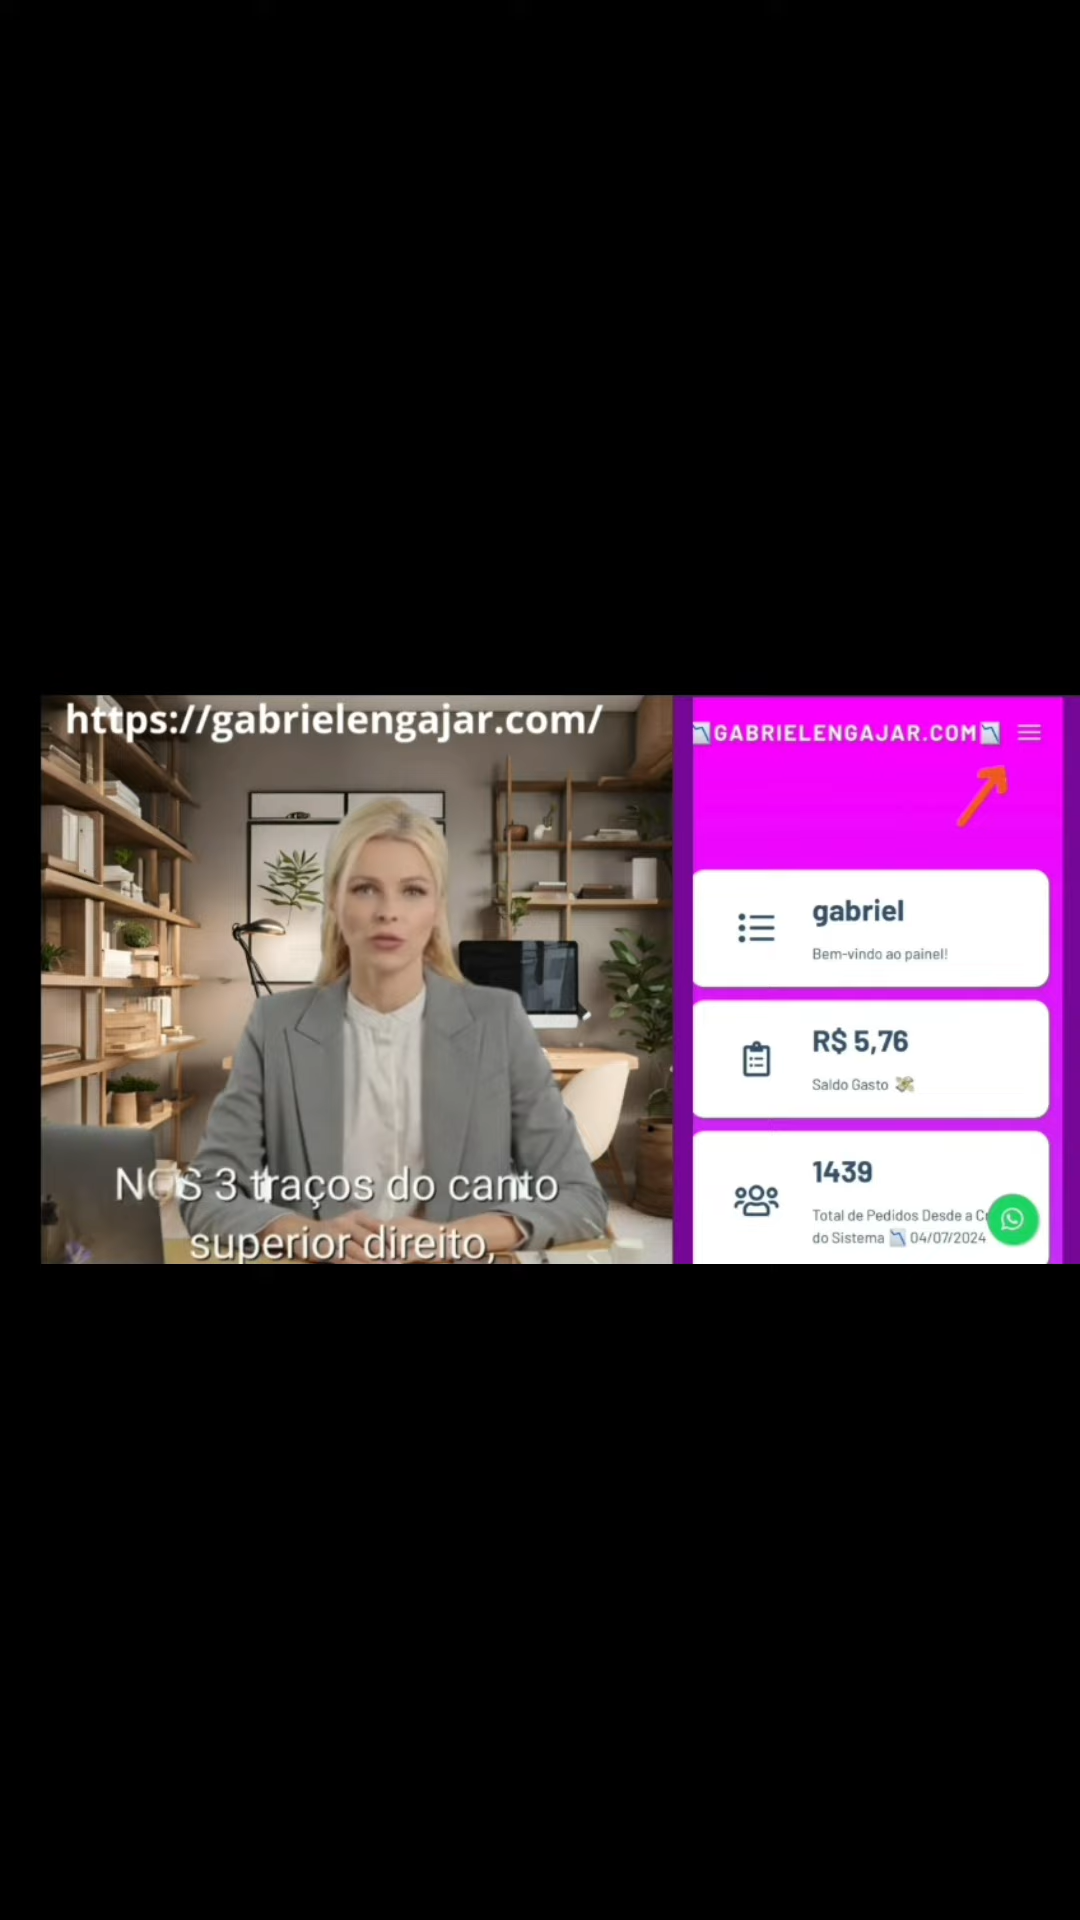 https://gabrielengajar.com/
NOS 3 traços do canto
superior direito,
GABRIELENGAJAR.COM
gabriel
Bem-vindo ao painel!
R$ 5,76
Saldo Gasto
1439
Total de Pedidos Desde a Cr
do Sistema 04/07/2024